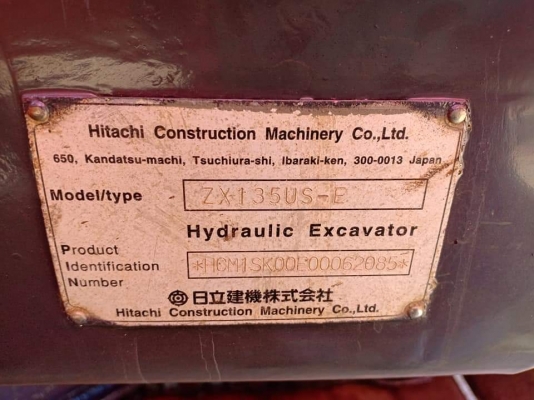 Hitachi Construction Machinery Co.,Ltd.
650, Kandatsu-machi, Tsuchiura-shi, Ibaraki-ken, 300-0013 Japan
Model/type ZX135US-E
Hydraulic Excavator
Product
Identification *HCM1SK00E00062085*
Number
日立建機株式会社
Hitachi Construction Machinery Co.,Ltd.